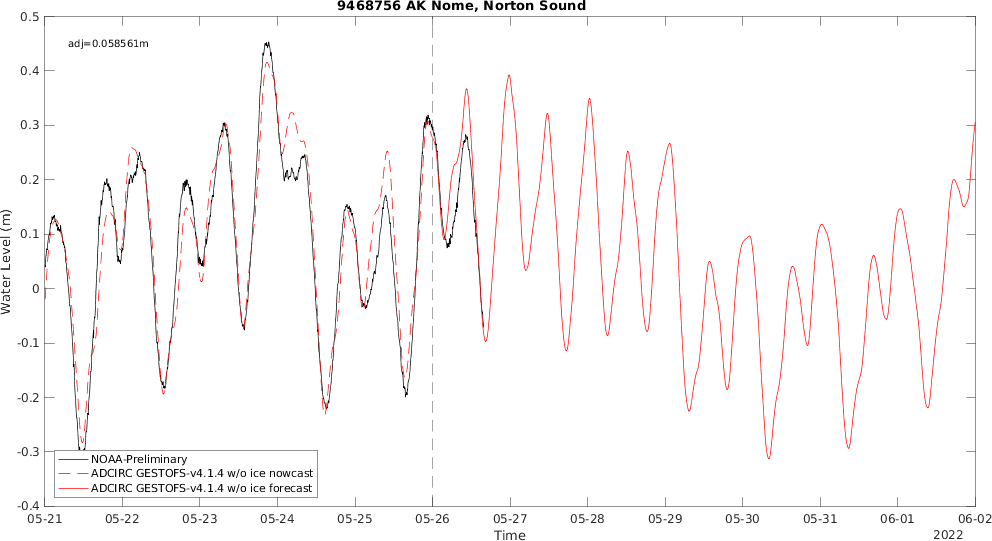 9468756 AK Nome, Norton Sound
adj=0.058561m
0.5
0.4
0.3
0.2
0.1
0
-0.1
-0.2
-0.3
-0.4
Water Level (m)
NOAA-Preliminary
ADCIRC GESTOFS-v4.1.4 w/o ice nowcast
ADCIRC GESTOFS-v4.1.4 w/o ice forecast
05-21 05-22 05-23 05-24 05-25 05-26 05-27 05-28 05-29 05-30 05-31 06-01 06-02
Time
2022